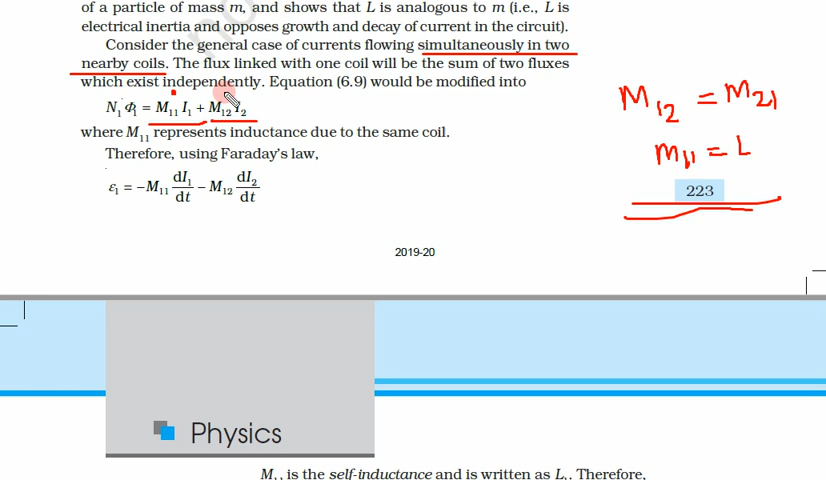 of a particle of mass m, and shows that L is analogous to m (i.e., L is
electrical inertia and opposes growth and decay of current in the circuit).
Consider the general case of currents flowing simultaneously in two
nearby coils. The flux linked with one coil will be the sum of two fluxes
which exist independently. Equation (6.9) would be modified into
N₁ Φ₁ = M₁₁ I₁ + M₁₂ I₂
where M₁₁ represents inductance due to the same coil.
Therefore, using Faraday's law,
ε₁ = −M₁₁ dI₁/dt − M₁₂ dI₂/dt
M₁₂ = M₂₁
M₁₁ = L
223
2019-20
Physics
M₁₁ is the self-inductance and is written as L₁. Therefore,